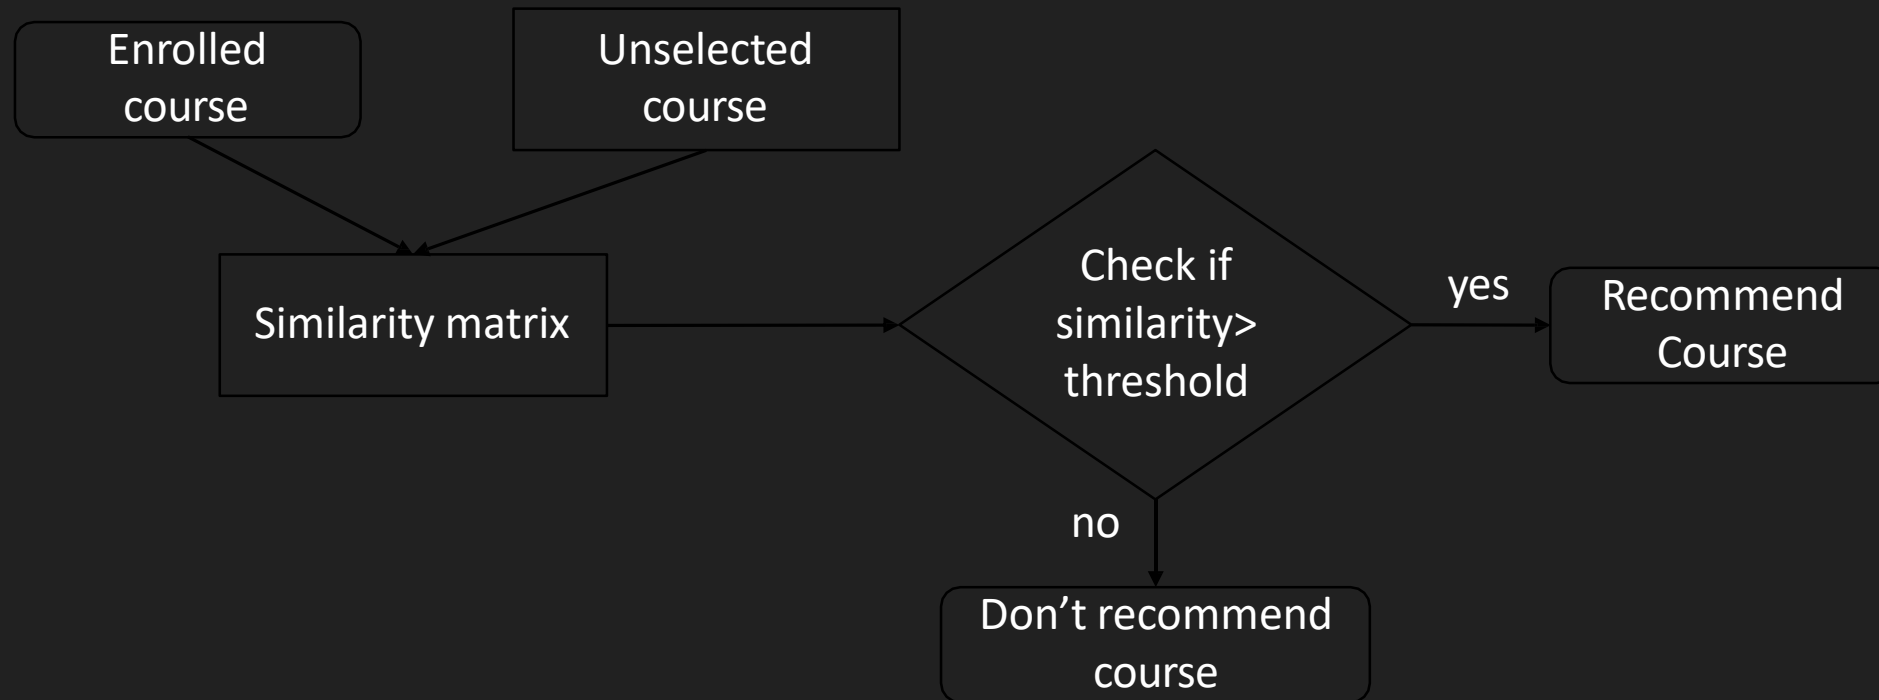 Enrolled
course
Unselected
course
Similarity matrix
Check if
similarity>
threshold
yes
Recommend
Course
no
Don’t recommend
course